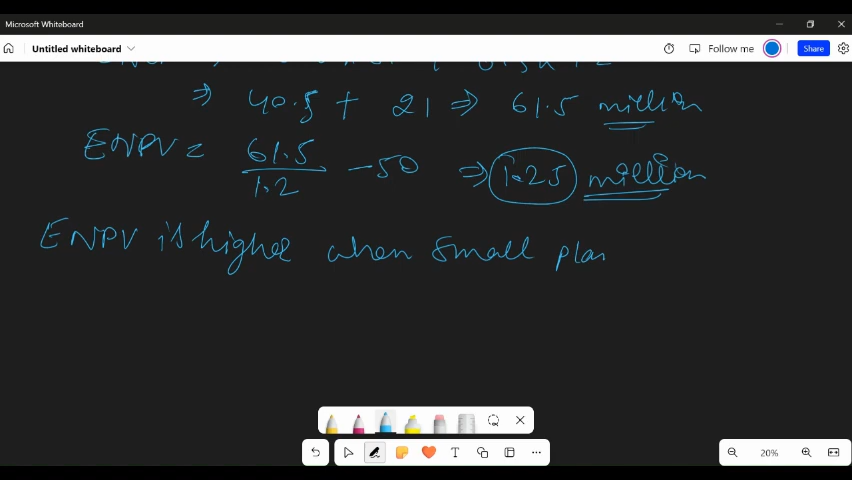 Microsoft Whiteboard
Untitled whiteboard
Follow me
Share
⇒ 40.5 + 21 ⇒ 61.5 million
ENPV = 61.5 / 1.2 - 50 ⇒ 1.25 million
ENPV is higher when small plan
20%